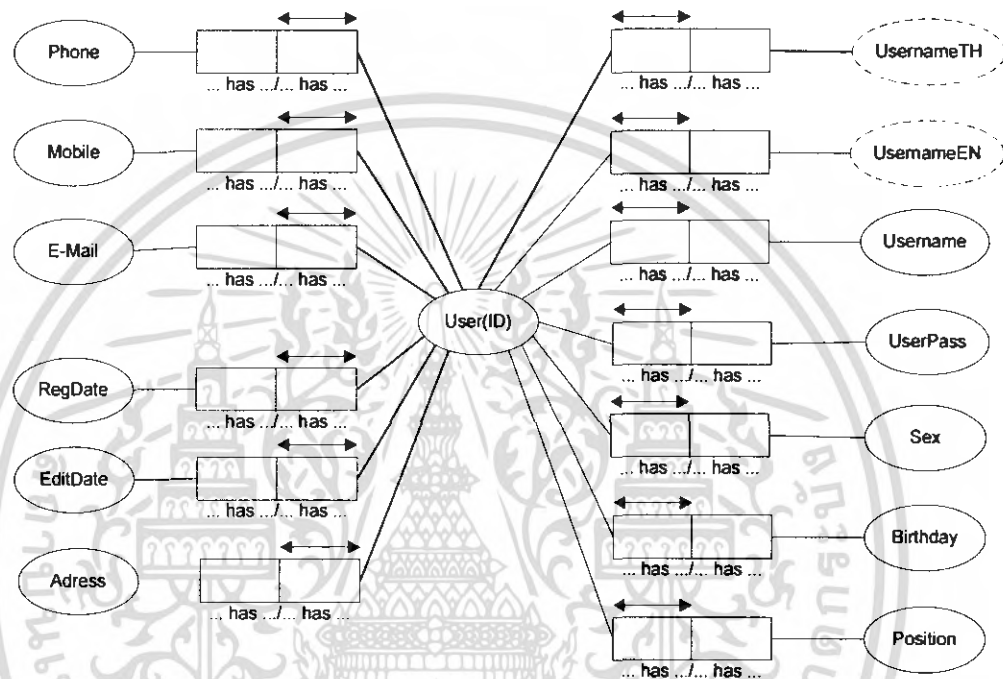 Phone
... has .../... has ...
... has .../... has ...
UsernameTH
Mobile
... has .../... has ...
... has .../... has ...
UsernameEN
E-Mail
... has .../... has ...
... has .../... has ...
Username
User(ID)
RegDate
... has .../... has ...
... has .../... has ...
UserPass
EditDate
... has .../... has ...
... has .../... has ...
Sex
Adress
... has .../... has ...
... has .../... has ...
Birthday
... has .../... has ...
Position